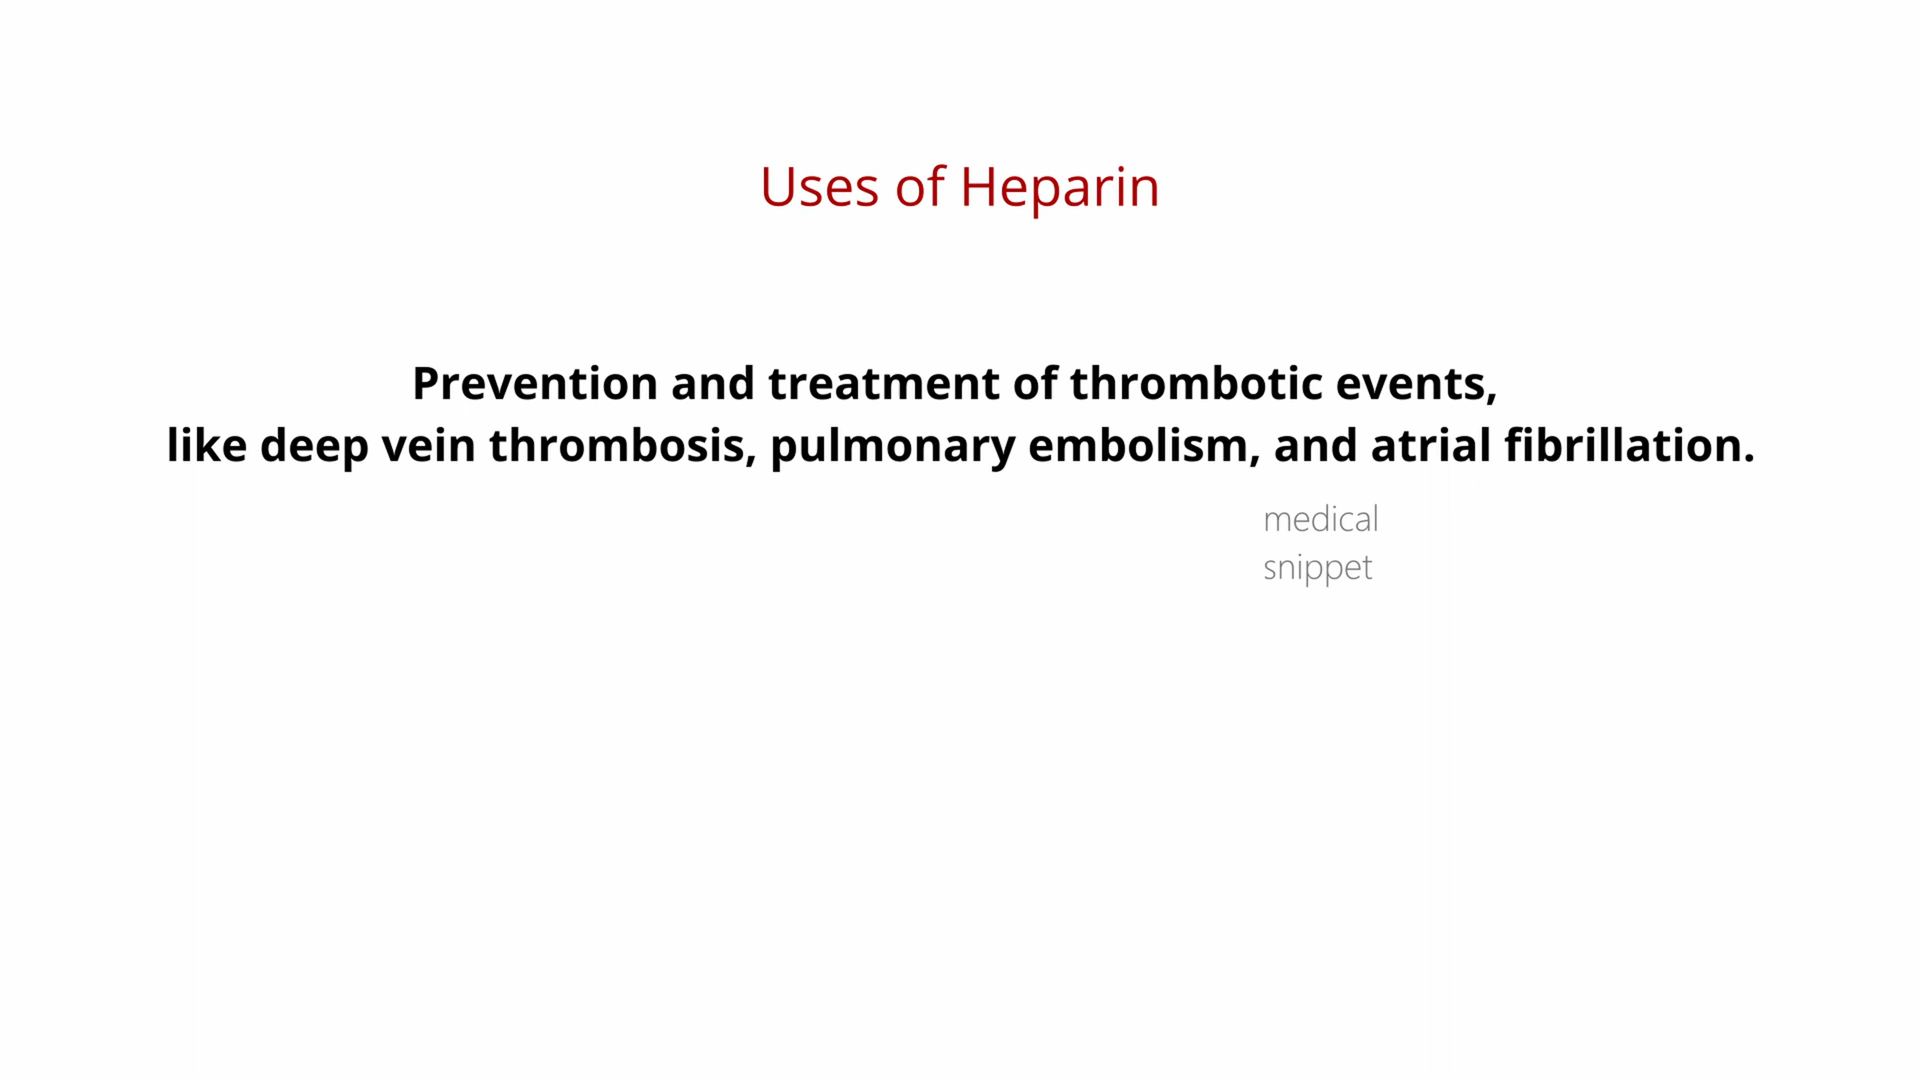 Uses of Heparin
Prevention and treatment of thrombotic events,
like deep vein thrombosis, pulmonary embolism, and atrial fibrillation.
medical
snippet